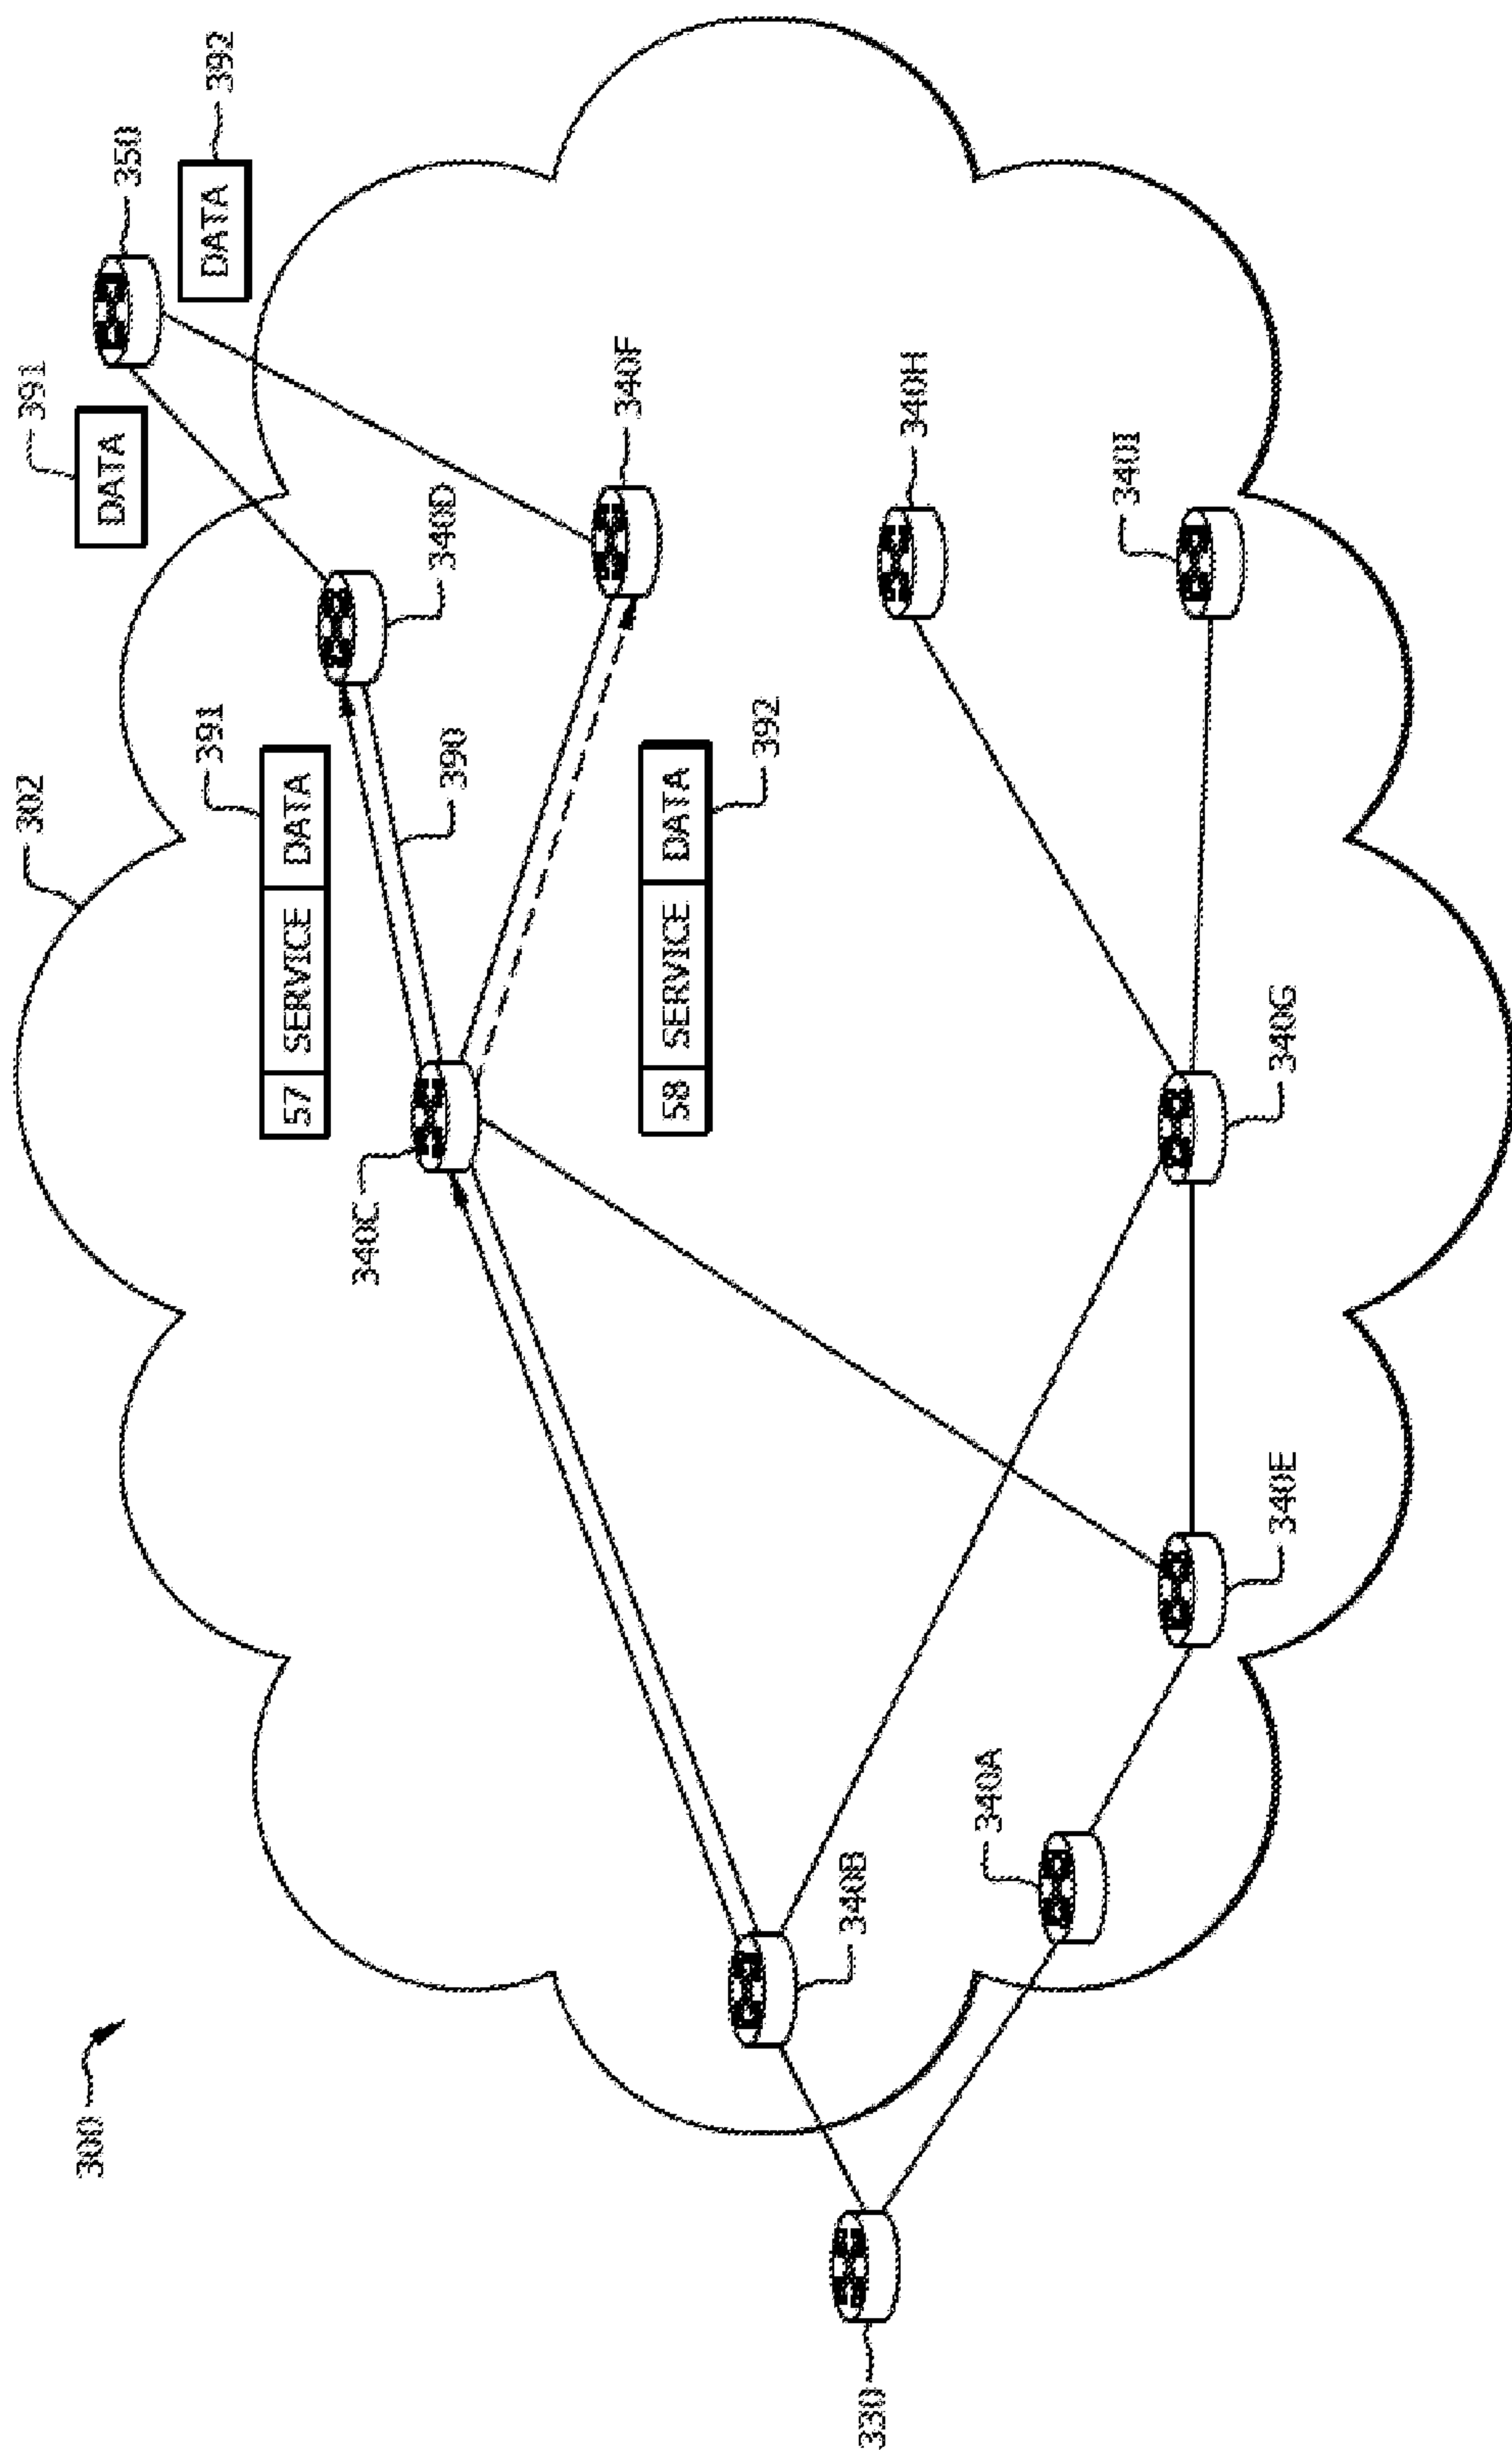 300
302
391
DATA
350
DATA
392
57 SERVICE DATA
391
340D
390
340C
340F
58 SERVICE DATA
392
340H
340B
340A
330
340E
340G
340I